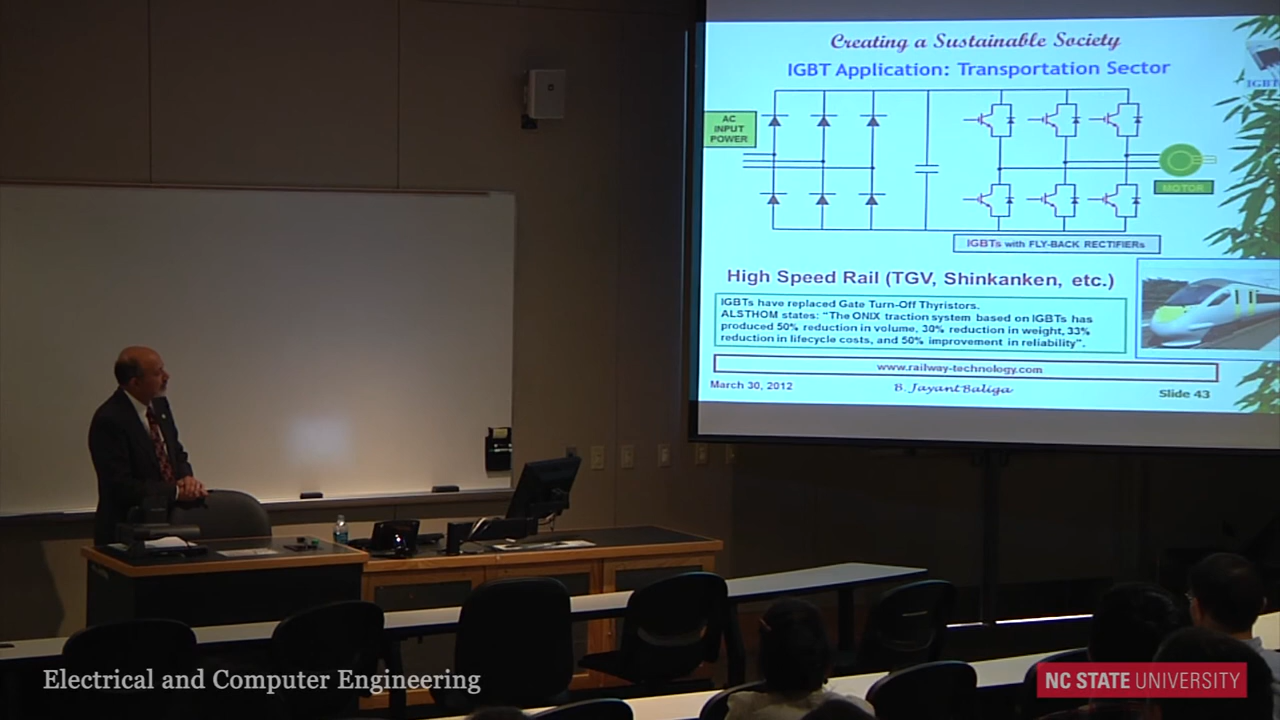 Creating a Sustainable Society
IGBT Application: Transportation Sector
IGBT
AC
INPUT
POWER
MOTOR
IGBTs with FLY-BACK RECTIFIERs
High Speed Rail (TGV, Shinkanken, etc.)
IGBTs have replaced Gate Turn-Off Thyristors.
ALSTHOM states: "The ONIX traction system based on IGBTs has
produced 50% reduction in volume, 30% reduction in weight, 33%
reduction in lifecycle costs, and 50% improvement in reliability".
www.railway-technology.com
March 30, 2012
B. Jayant Baliga
Slide 43
Electrical and Computer Engineering
NC STATE UNIVERSITY